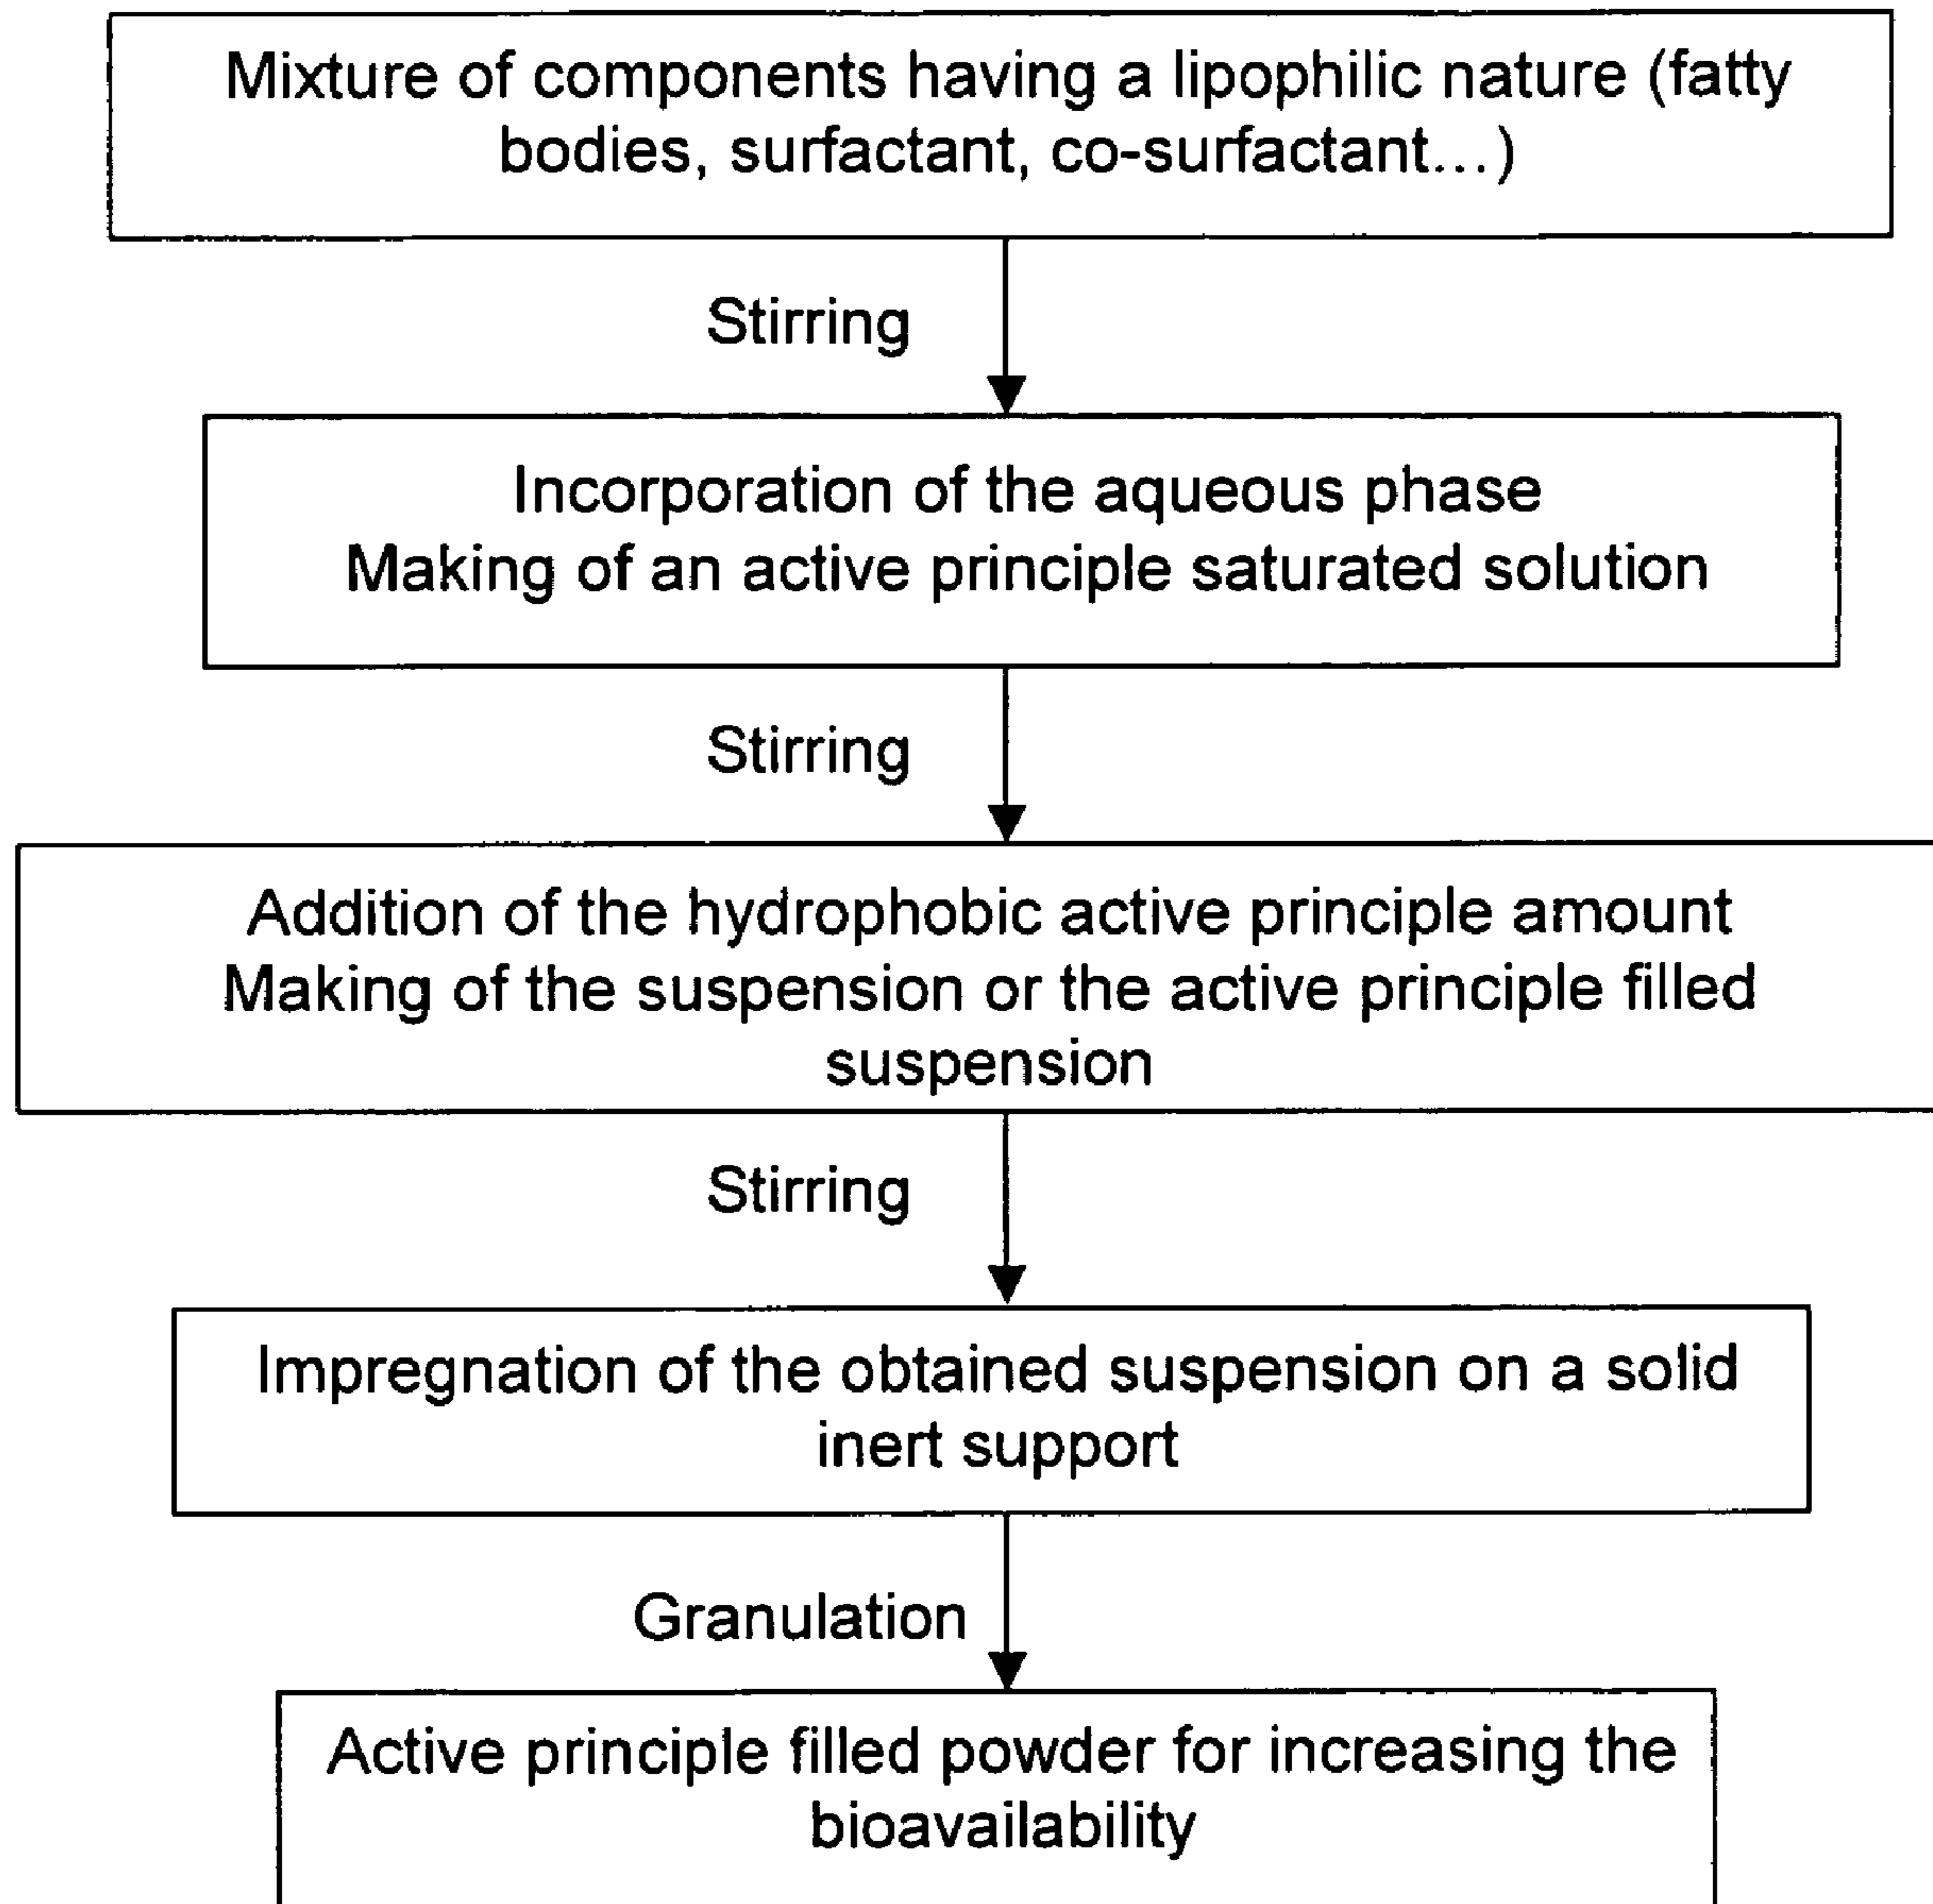 Mixture of components having a lipophilic nature (fatty
bodies, surfactant, co-surfactant...)
Stirring
Incorporation of the aqueous phase
Making of an active principle saturated solution
Stirring
Addition of the hydrophobic active principle amount
Making of the suspension or the active principle filled
suspension
Stirring
Impregnation of the obtained suspension on a solid
inert support
Granulation
Active principle filled powder for increasing the
bioavailability